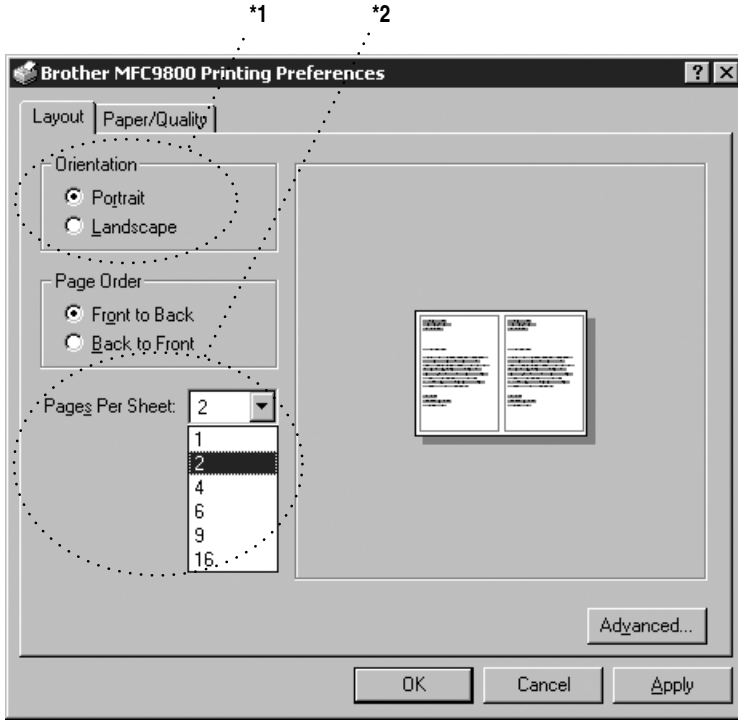 *1 *2
Brother MFC9800 Printing Preferences
Layout Paper/Quality
Orientation
Portrait
Landscape
Page Order
Front to Back
Back to Front
Pages Per Sheet: 2
1
2
4
6
9
16
Advanced...
OK Cancel Apply